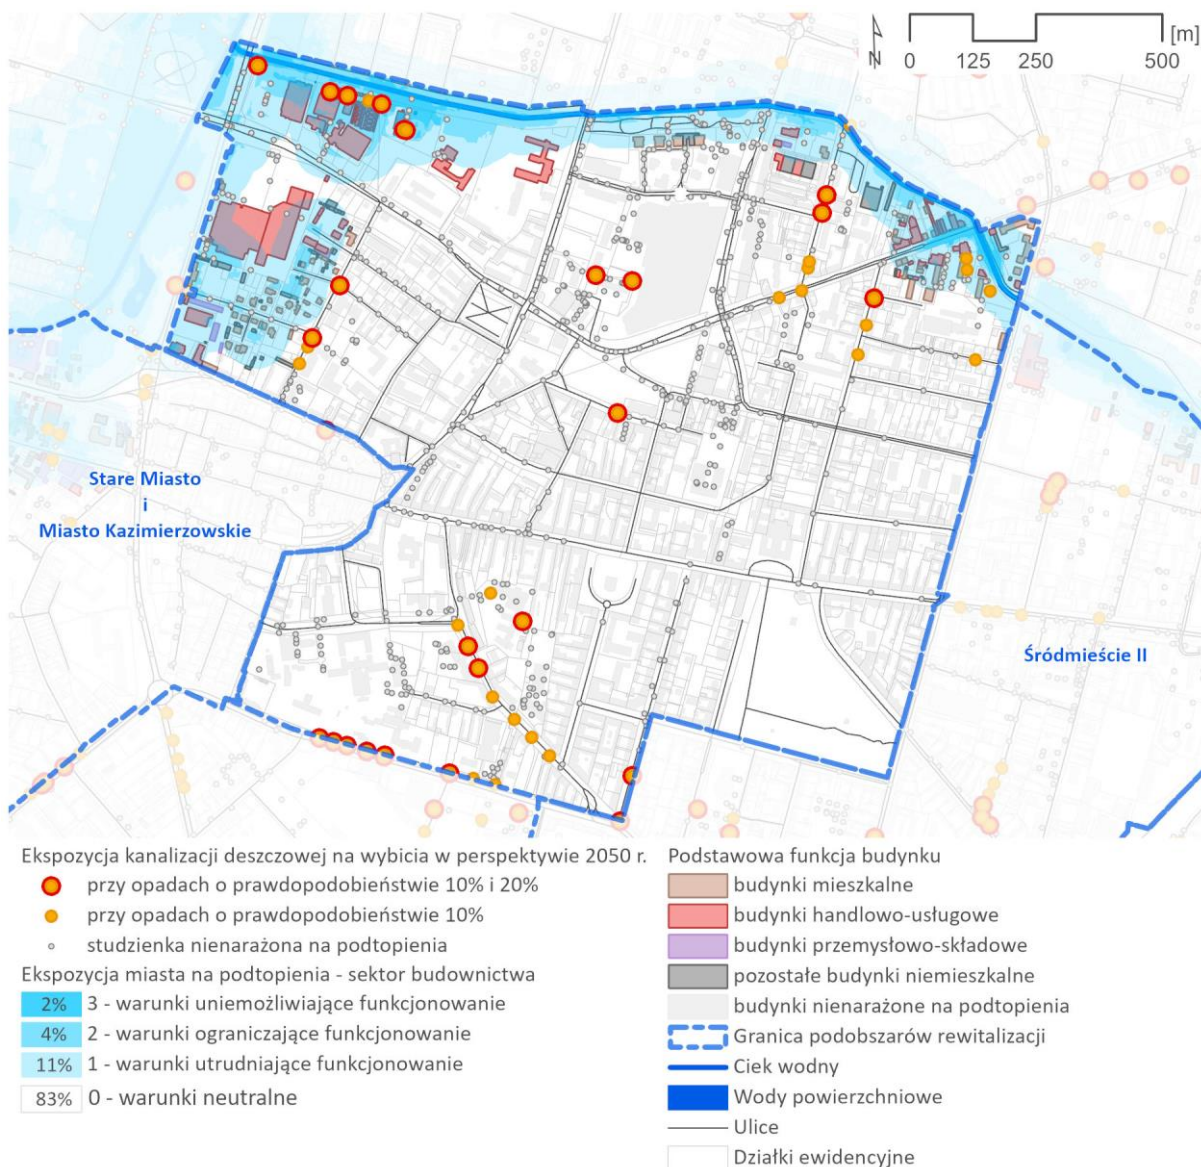 N
[m]
0 125 250 500
Stare Miasto
i
Miasto Kazimierzowskie
Śródmieście II
Ekspozycja kanalizacji deszczowej na wybicia w perspektywie 2050 r.
przy opadach o prawdopodobieństwie 10% i 20%
przy opadach o prawdopodobieństwie 10%
studzienka nienarażona na podtopienia
Ekspozycja miasta na podtopienia - sektor budownictwa
2% 3 - warunki uniemożliwiające funkcjonowanie
4% 2 - warunki ograniczające funkcjonowanie
11% 1 - warunki utrudniające funkcjonowanie
83% 0 - warunki neutralne
Podstawowa funkcja budynku
budynki mieszkalne
budynki handlowo-usługowe
budynki przemysłowo-składowe
pozostałe budynki niemieszkalne
budynki nienarażone na podtopienia
Granica podobszarów rewitalizacji
Ciek wodny
Wody powierzchniowe
Ulice
Działki ewidencyjne